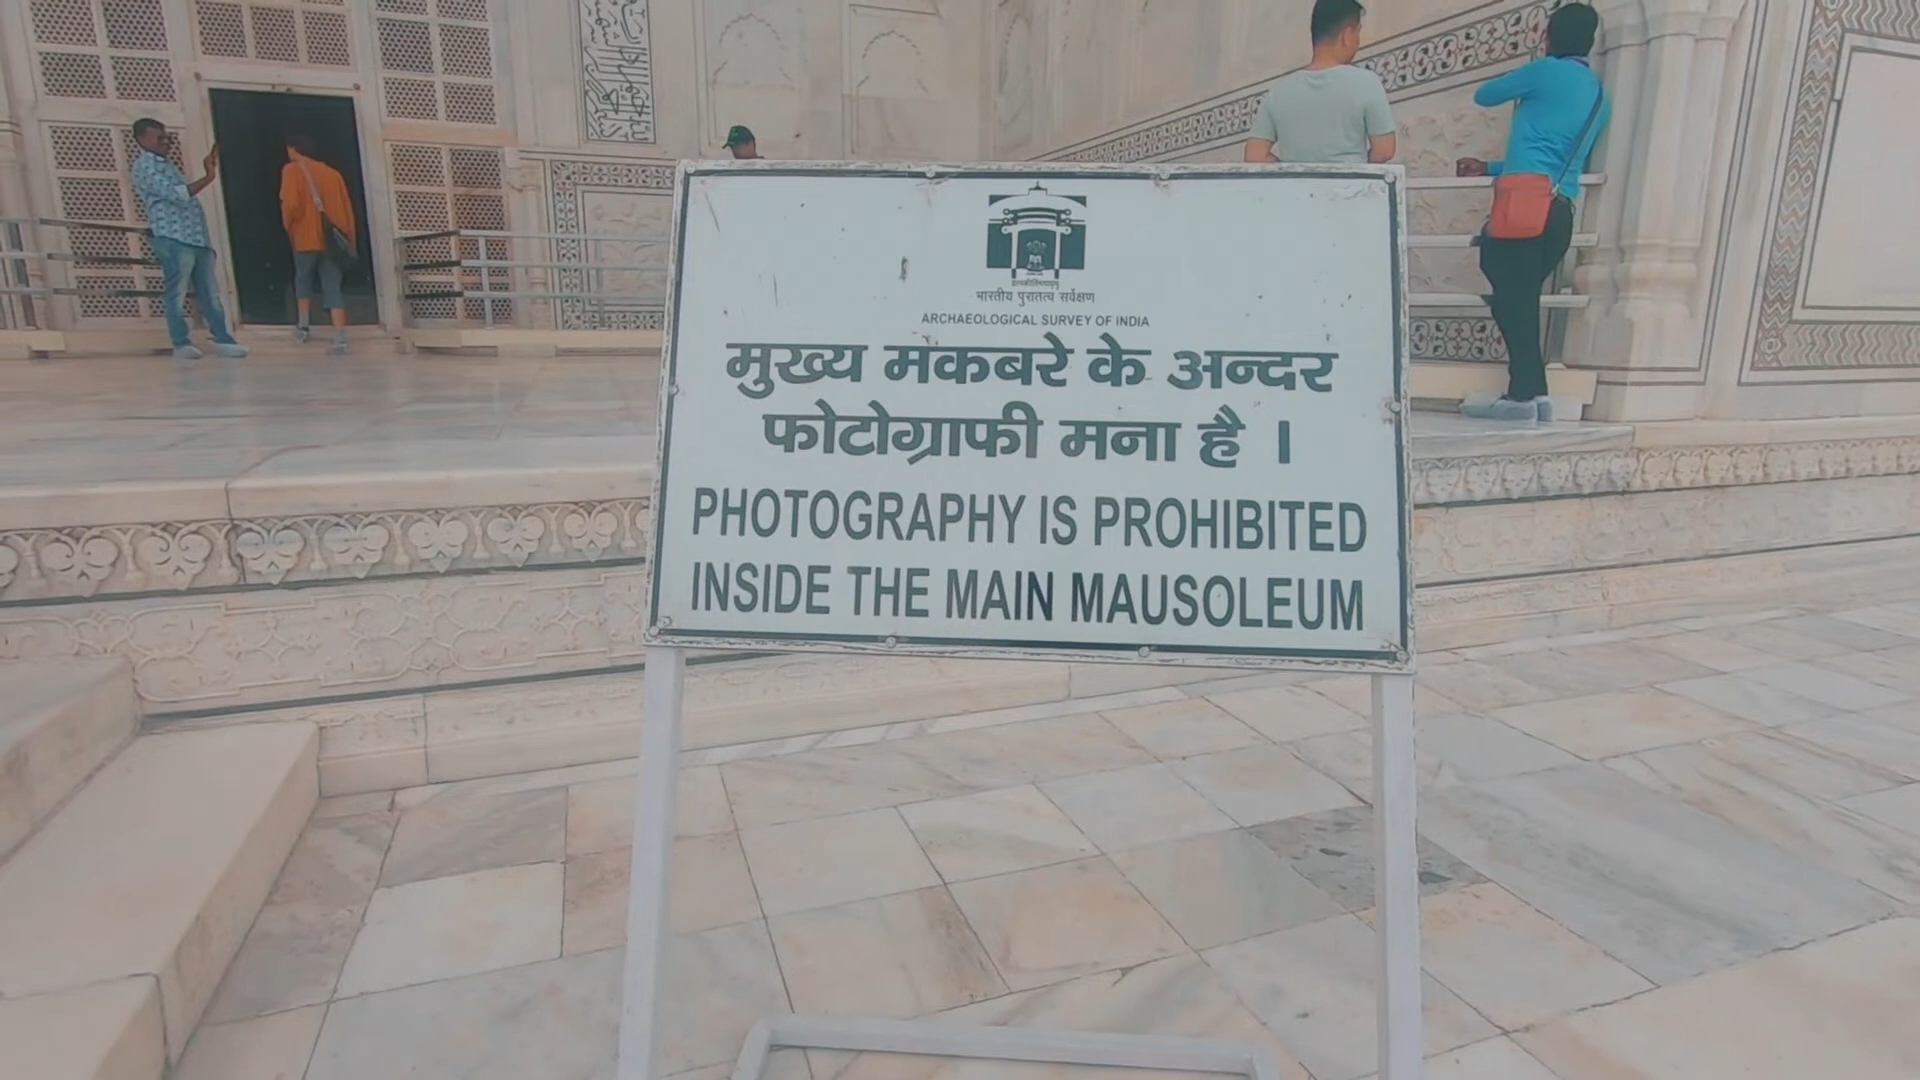 भारतीय पुरातत्व सर्वेक्षण
ARCHAEOLOGICAL SURVEY OF INDIA
मुख्य मकबरे के अन्दर
फोटोग्राफी मना है ।
PHOTOGRAPHY IS PROHIBITED
INSIDE THE MAIN MAUSOLEUM